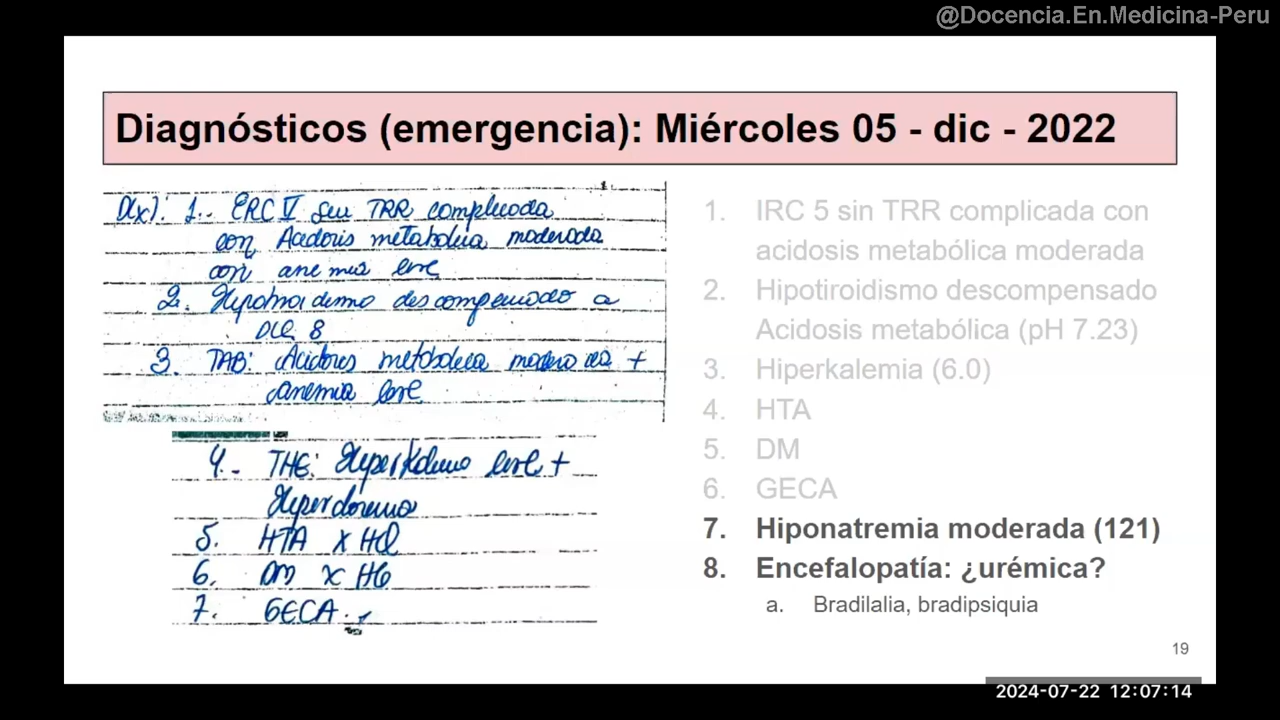 @Docencia.En.Medicina-Peru
Diagnósticos (emergencia): Miércoles 05 - dic - 2022
D(x): 1.- ERC V sin TRR complicada
con Acidosis metabolica moderada
con anemia leve
2. Hipotiroidismo descompensado a
DLC 8
3. TAB: Acidosis metabolica moderada +
anemia leve
4.- THE: Hiperkalemia leve +
Hipercloremia
5. HTA x HC
6. DM x HC
7. GECA.
1. IRC 5 sin TRR complicada con
acidosis metabólica moderada
2. Hipotiroidismo descompensado
Acidosis metabólica (pH 7.23)
3. Hiperkalemia (6.0)
4. HTA
5. DM
6. GECA
7. Hiponatremia moderada (121)
8. Encefalopatía: ¿urémica?
a. Bradilalia, bradipsiquia
19
2024-07-22 12:07:14